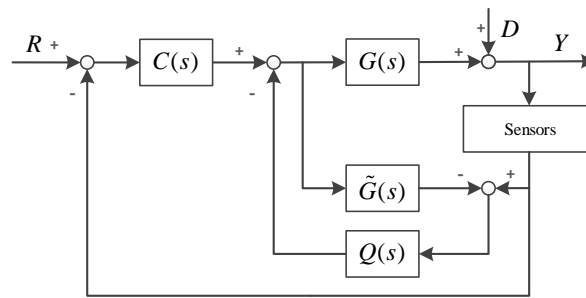 R + C(s) + G(s) + + D Y
- -
Sensors
G̃(s) - +
Q(s)